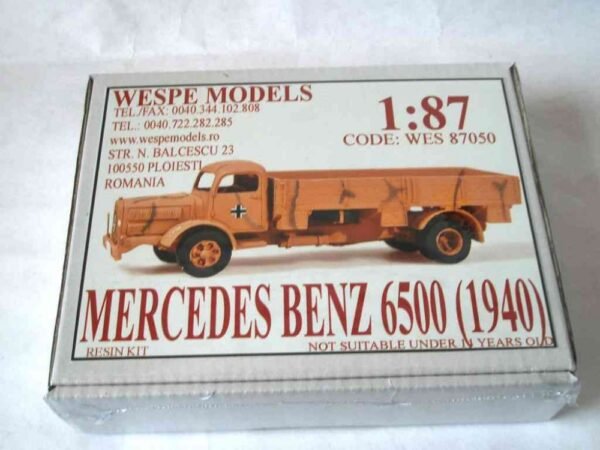 WESPE MODELS
TEL./FAX: 0040.344.102.808
TEL.: 0040.722.282.285
www.wespemodels.ro
STR. N. BALCESCU 23
100550 PLOIESTI
ROMANIA
1:87
CODE: WES 87050
MERCEDES BENZ 6500 (1940)
RESIN KIT
NOT SUITABLE UNDER 14 YEARS OLD